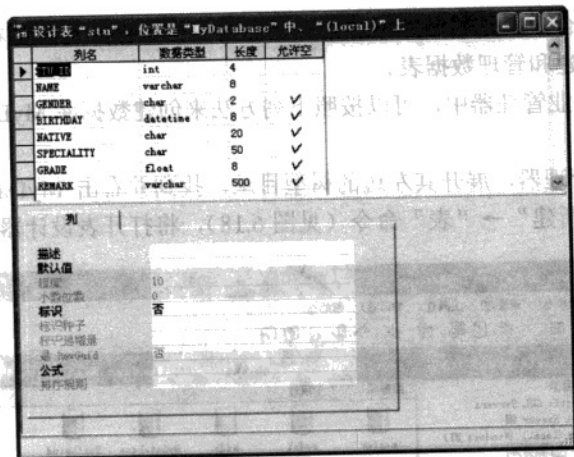 设计表“stu”，位置是“MyDatabase”中、“(local)”上
列名 数据类型 长度 允许空
STU_ID int 4
NAME varchar 8
GENDER char 2 ✓
BIRTHDAY datetime 8 ✓
NATIVE char 20 ✓
SPECIALITY char 50 ✓
GRADE float 8 ✓
REMARK varchar 500 ✓
列
描述
默认值
精度 10
小数位数 0
标识 否
标识种子
标识递增量
是 RowGuid 否
公式
排序规则